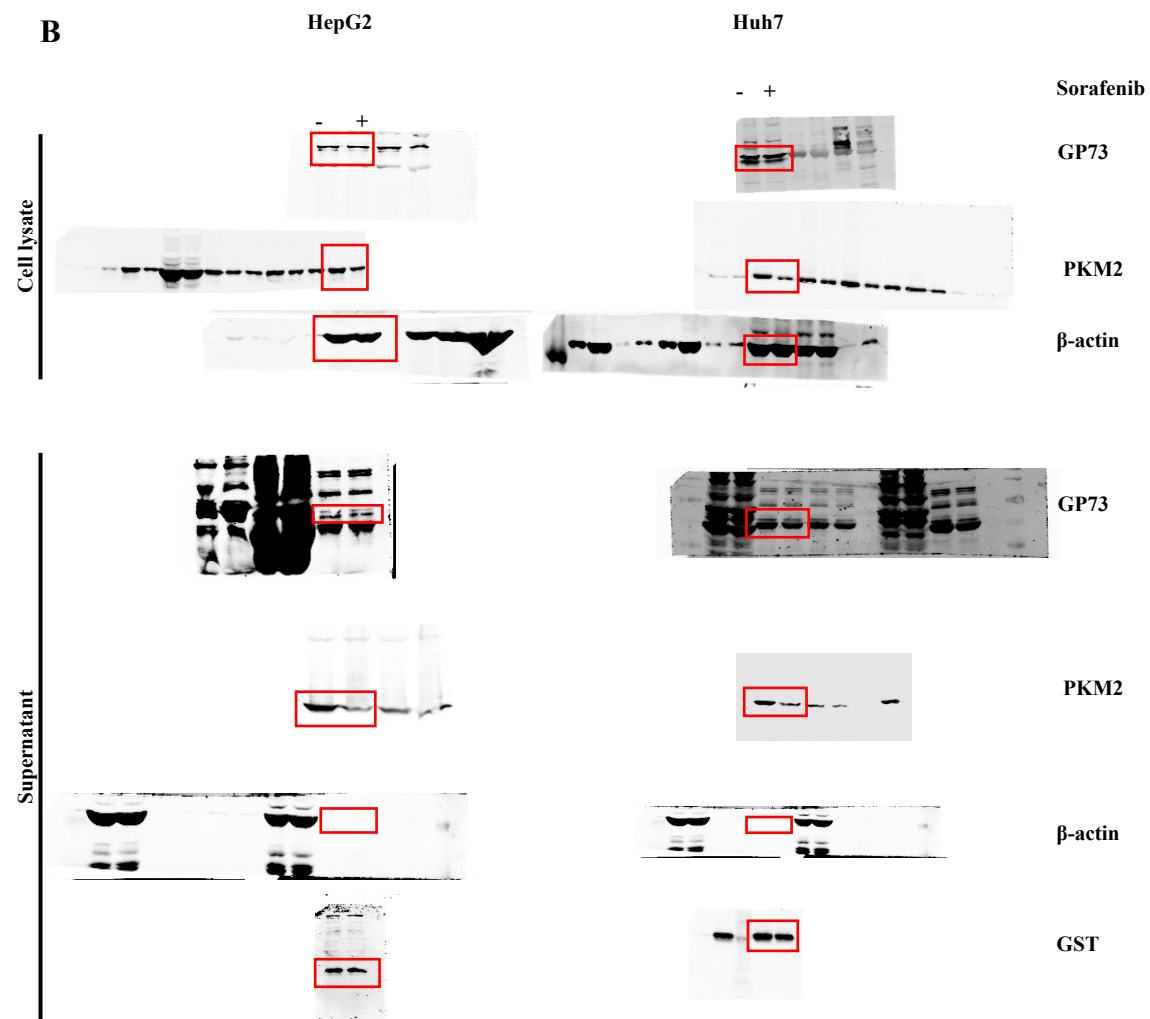 B
HepG2
Huh7
- +
Sorafenib
- +
GP73
Cell lysate
PKM2
β-actin
GP73
Supernatant
PKM2
β-actin
GST